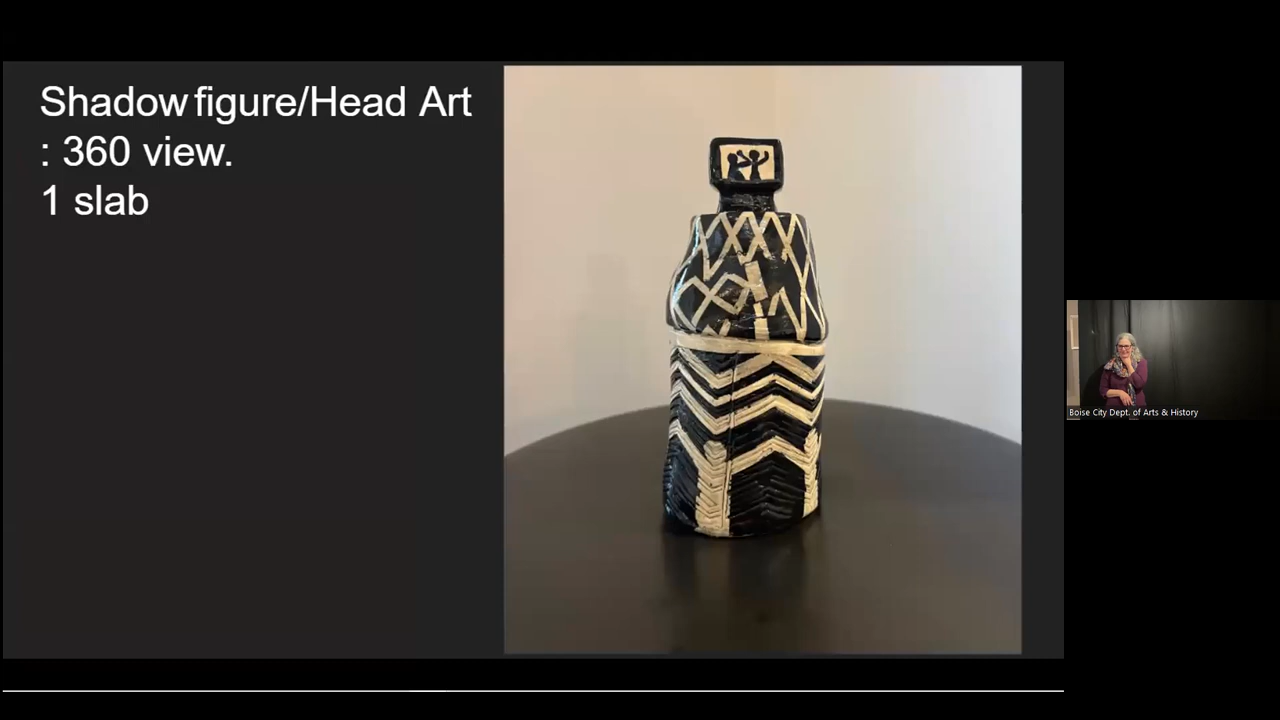 Shadow figure/Head Art
: 360 view.
1 slab
Boise City Dept. of Arts & History